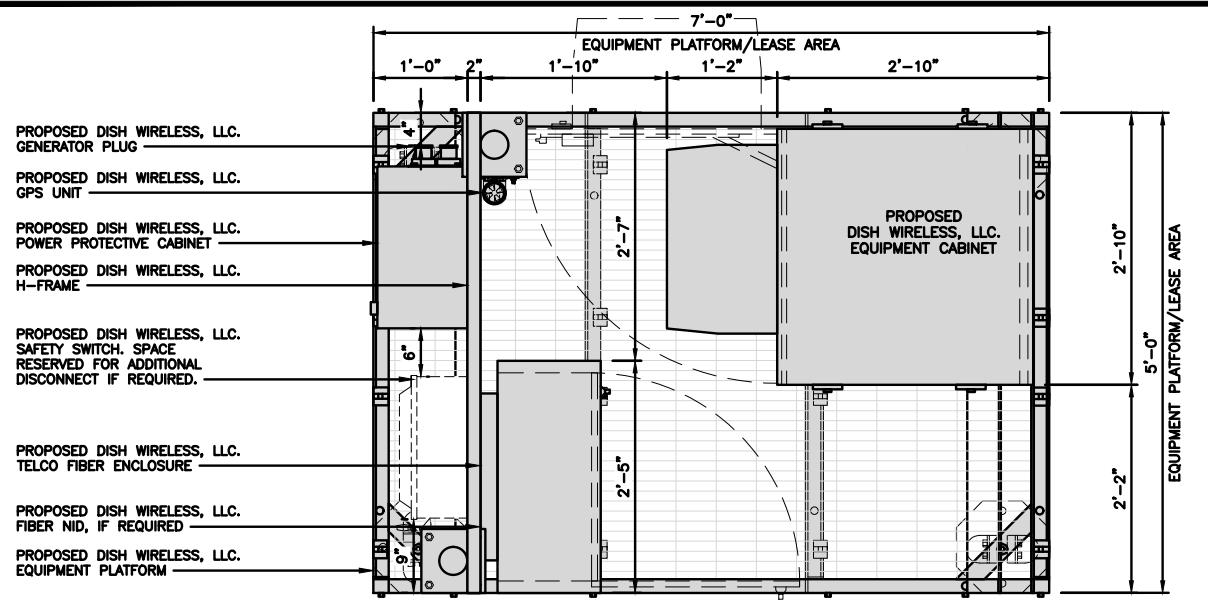 7'-0"
EQUIPMENT PLATFORM/LEASE AREA
1'-0"
2"
1'-10"
1'-2"
2'-10"
PROPOSED DISH WIRELESS, LLC.
GENERATOR PLUG
4"
PROPOSED DISH WIRELESS, LLC.
GPS UNIT
PROPOSED DISH WIRELESS, LLC.
POWER PROTECTIVE CABINET
2'-7"
PROPOSED
DISH WIRELESS, LLC.
EQUIPMENT CABINET
2'-10"
PROPOSED DISH WIRELESS, LLC.
H-FRAME
PROPOSED DISH WIRELESS, LLC.
SAFETY SWITCH. SPACE
RESERVED FOR ADDITIONAL
DISCONNECT IF REQUIRED.
6"
5'-0"
EQUIPMENT PLATFORM/LEASE AREA
PROPOSED DISH WIRELESS, LLC.
TELCO FIBER ENCLOSURE
2'-5"
2'-2"
PROPOSED DISH WIRELESS, LLC.
FIBER NID, IF REQUIRED
PROPOSED DISH WIRELESS, LLC.
EQUIPMENT PLATFORM
9"